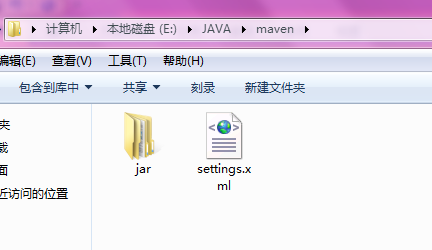 计算机 本地磁盘 (E:) JAVA maven
编辑(E) 查看(V) 工具(T) 帮助(H)
包含到库中 共享 刻录 新建文件夹
夹
载
面
近访问的位置
jar
settings.x
ml